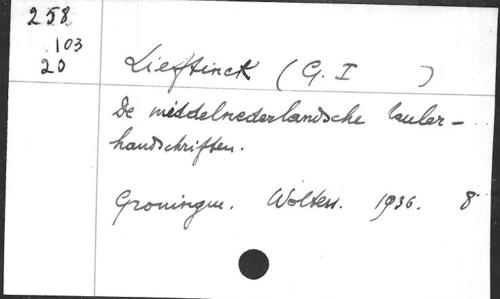 258
103
20
Lieftinck (G. I )
De middelnederlandsche Tauler-
handschriften.
Groningen. Wolters. 1936. 8